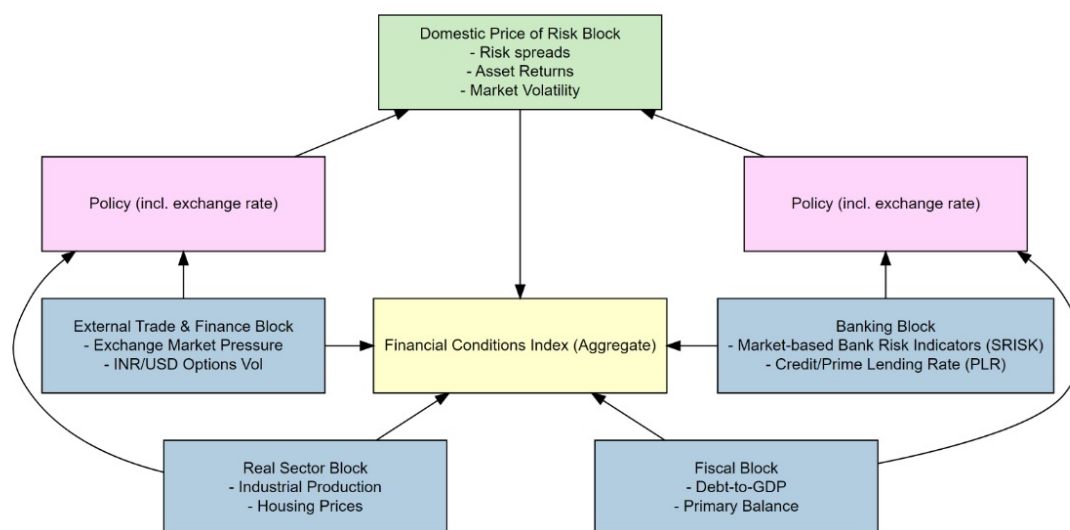 Domestic Price of Risk Block
- Risk spreads
- Asset Returns
- Market Volatility
Policy (incl. exchange rate)
Policy (incl. exchange rate)
External Trade & Finance Block
- Exchange Market Pressure
- INR/USD Options Vol
Financial Conditions Index (Aggregate)
Banking Block
- Market-based Bank Risk Indicators (SRISK)
- Credit/Prime Lending Rate (PLR)
Real Sector Block
- Industrial Production
- Housing Prices
Fiscal Block
- Debt-to-GDP
- Primary Balance